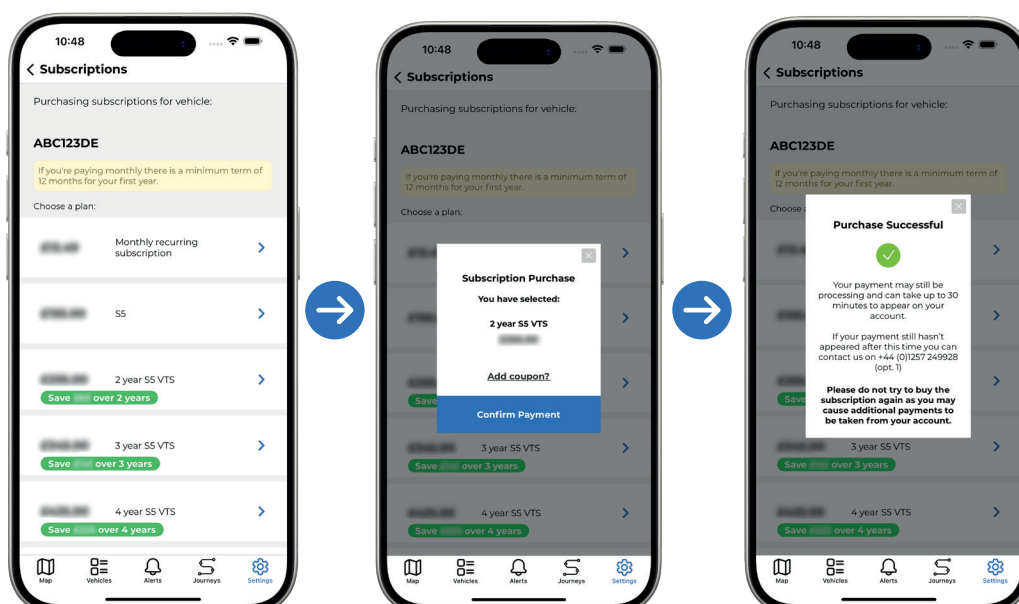 10:48
Subscriptions
Purchasing subscriptions for vehicle:
ABC123DE
If you're paying monthly there is a minimum term of
12 months for your first year.
Choose a plan:
Monthly recurring
subscription
S5
2 year S5 VTS
Save over 2 years
3 year S5 VTS
Save over 3 years
4 year S5 VTS
Save over 4 years
Map Vehicles Alerts Journeys Settings
10:48
Subscriptions
Purchasing subscriptions for vehicle:
ABC123DE
If you're paying monthly there is a minimum term of
12 months for your first year.
Choose a plan:
Subscription Purchase
You have selected:
2 year S5 VTS
Add coupon?
Confirm Payment
Save
3 year S5 VTS
Save over 3 years
4 year S5 VTS
Save over 4 years
Map Vehicles Alerts Journeys Settings
10:48
Subscriptions
Purchasing subscriptions for vehicle:
ABC123DE
If you're paying monthly there is a minimum term of
12 months for your first year.
Choose
Purchase Successful
Your payment may still be
processing and can take up to 30
minutes to appear on your
account.
If your payment still hasn't
appeared after this time you can
contact us on +44 (0)1257 249928
(opt. 1)
Please do not try to buy the
subscription again as you may
cause additional payments to
be taken from your account.
Save
3 year S5 VTS
Save over 3 years
4 year S5 VTS
Save over 4 years
Map Vehicles Alerts Journeys Settings